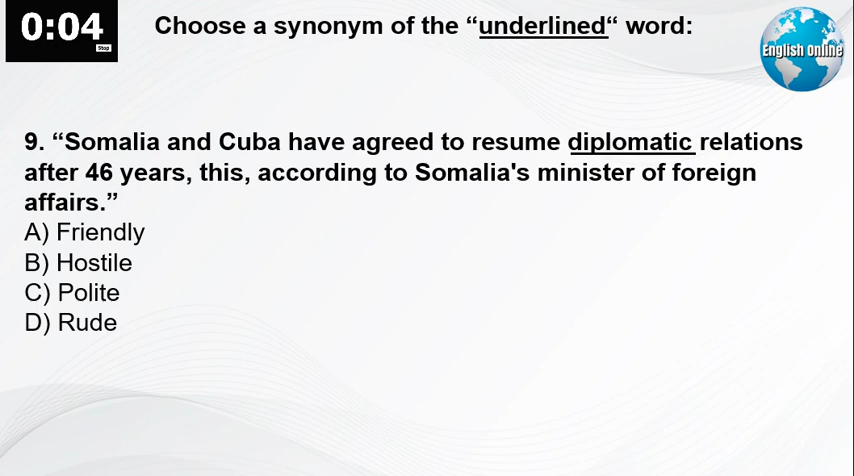 0:04
Stop
Choose a synonym of the “underlined“ word:
English Online
9. “Somalia and Cuba have agreed to resume diplomatic relations
after 46 years, this, according to Somalia's minister of foreign
affairs.”
A) Friendly
B) Hostile
C) Polite
D) Rude